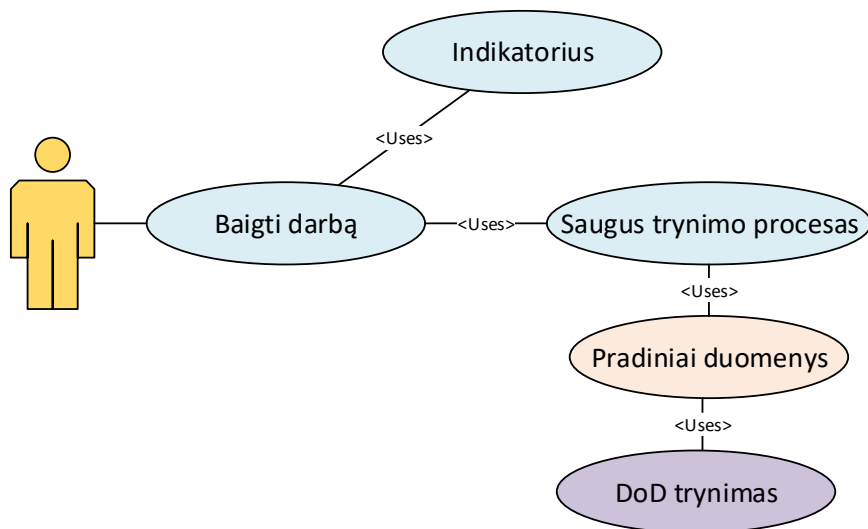 Indikatorius
<Uses>
Baigti darbą
<Uses>
Saugus trynimo procesas
<Uses>
Pradiniai duomenys
<Uses>
DoD trynimas